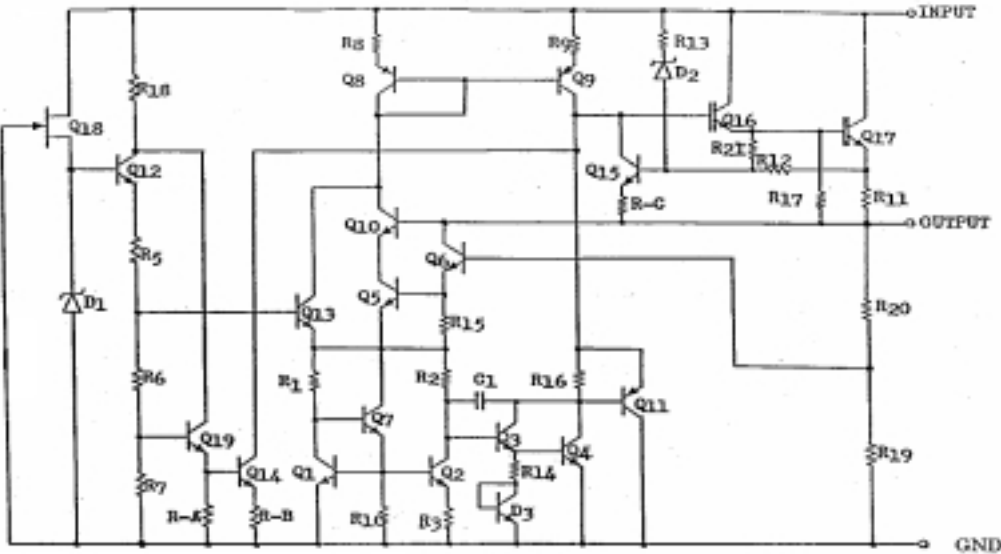 INPUT
R8
R9
R13
Q8
Q9
D2
R18
Q18
Q16
Q17
R21
R12
Q12
Q15
R17
R11
R-C
OUTPUT
Q10
Q6
R5
Q5
D1
Q13
R15
R20
R6
R1
R2
C1
R16
Q11
Q7
Q19
Q3
Q4
Q14
Q1
Q2
R14
R19
R7
R-A
R-B
R10
R3
D3
GND